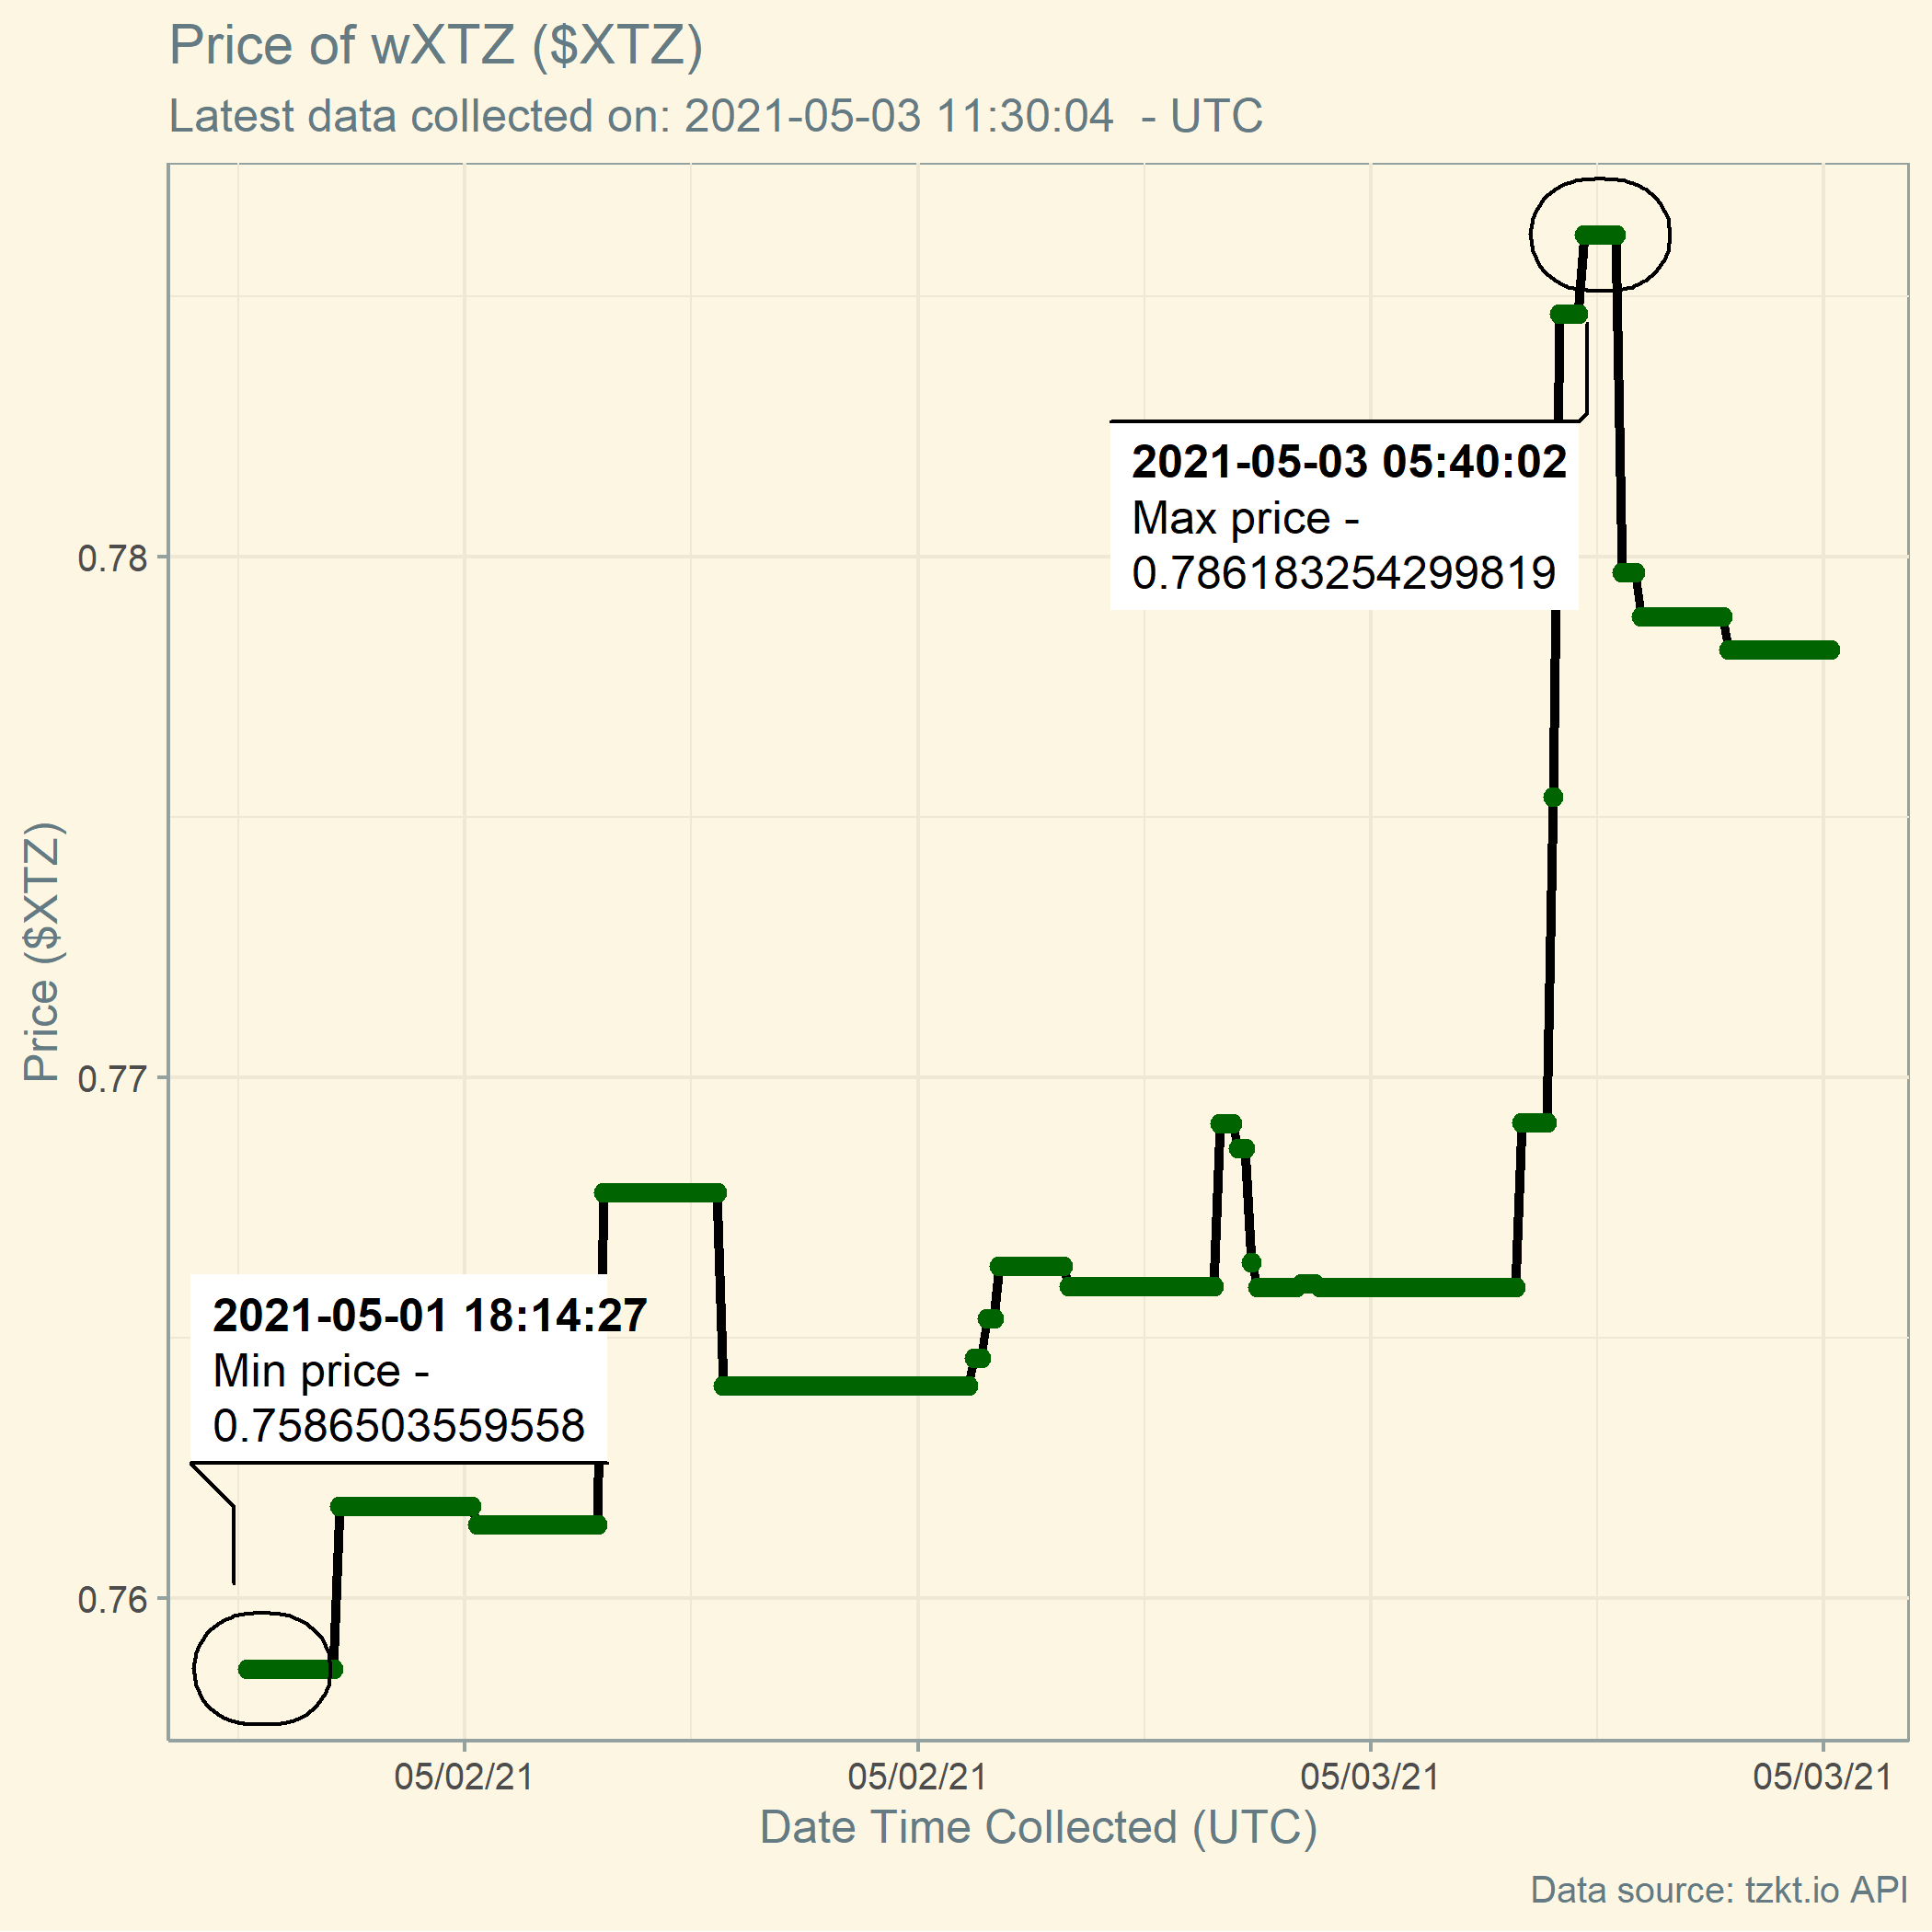 Price of wXTZ ($XTZ)
Latest data collected on: 2021-05-03 11:30:04  - UTC
2021-05-03 05:40:02
Max price -
0.786183254299819
0.78
0.77
0.76
Price ($XTZ)
2021-05-01 18:14:27
Min price -
0.7586503559558
05/02/21
05/02/21
05/03/21
05/03/21
Date Time Collected (UTC)
Data source: tzkt.io API